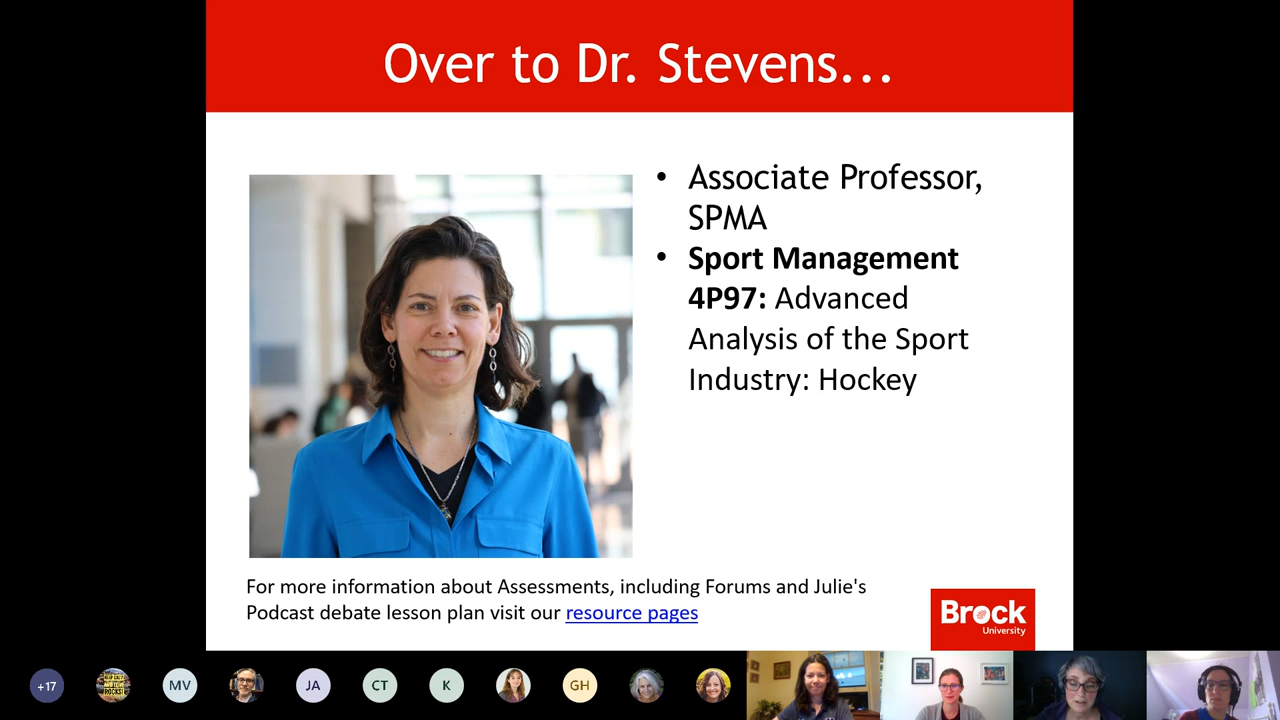 Over to Dr. Stevens...
• Associate Professor,
SPMA
• Sport Management
4P97: Advanced
Analysis of the Sport
Industry: Hockey
For more information about Assessments, including Forums and Julie's
Podcast debate lesson plan visit our resource pages
Brock
University
+17
MV
JA
CT
K
GH